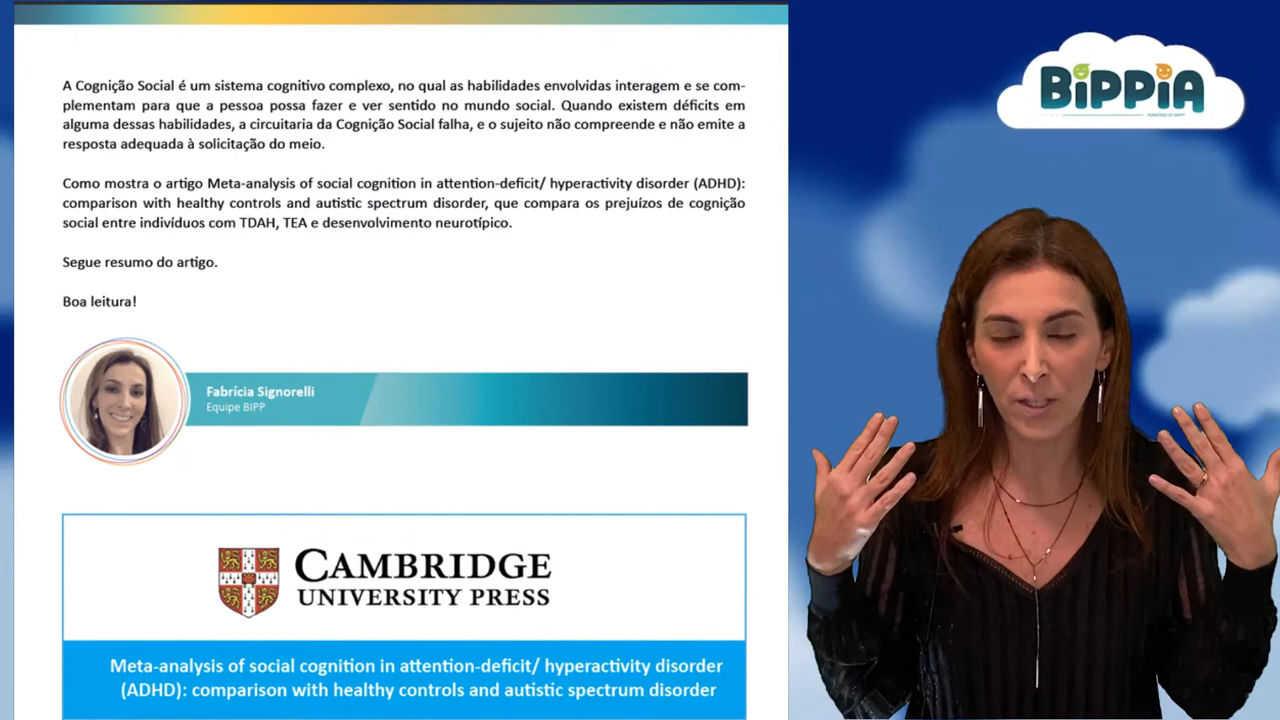 A Cognição Social é um sistema cognitivo complexo, no qual as habilidades envolvidas interagem e se com-
plementam para que a pessoa possa fazer e ver sentido no mundo social. Quando existem déficits em
alguma dessas habilidades, a circuitaria da Cognição Social falha, e o sujeito não compreende e não emite a
resposta adequada à solicitação do meio.
Como mostra o artigo Meta-analysis of social cognition in attention-deficit/ hyperactivity disorder (ADHD):
comparison with healthy controls and autistic spectrum disorder, que compara os prejuízos de cognição
social entre indivíduos com TDAH, TEA e desenvolvimento neurotípico.
Segue resumo do artigo.
Boa leitura!
Fabrícia Signorelli
Equipe BIPP
CAMBRIDGE
UNIVERSITY PRESS
Meta-analysis of social cognition in attention-deficit/ hyperactivity disorder
(ADHD): comparison with healthy controls and autistic spectrum disorder
BiPPiA
POWERED BY BIPP